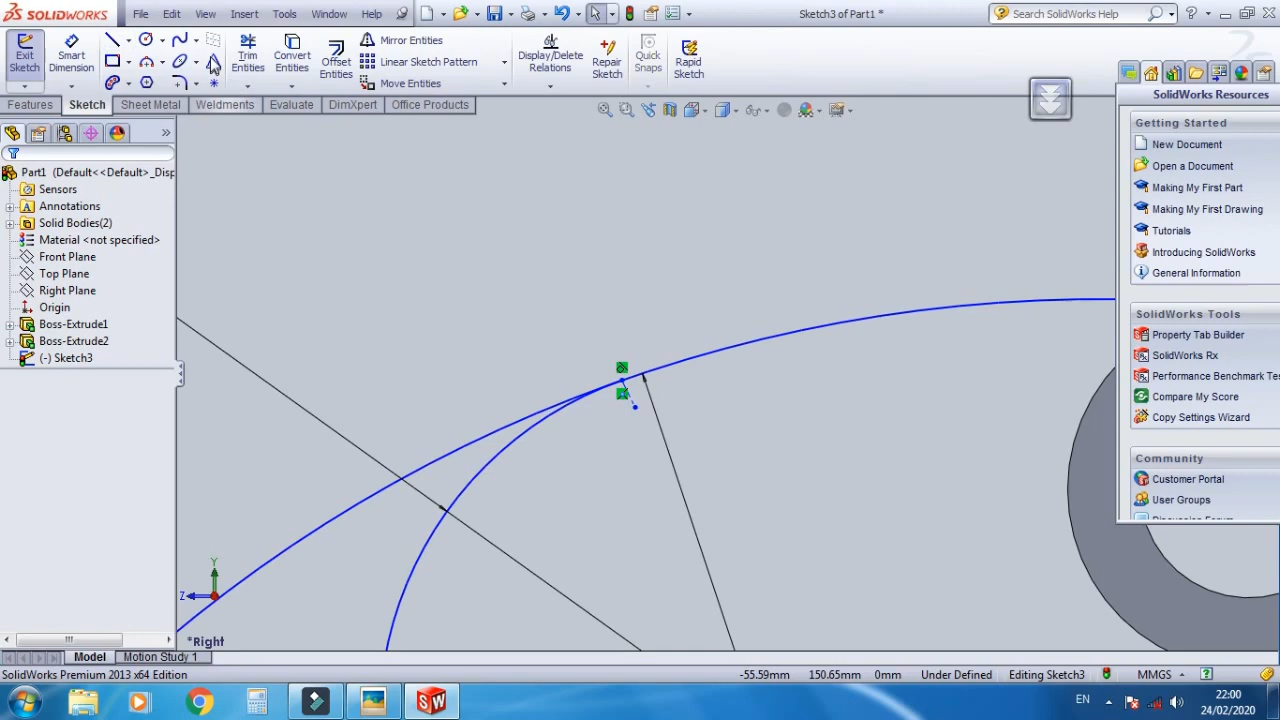 SOLIDWORKS
File Edit View Insert Tools Window Help
Sketch3 of Part1 *
Search SolidWorks Help
Exit Sketch
Smart Dimension
Trim Entities
Convert Entities
Offset Entities
Mirror Entities
Linear Sketch Pattern
Move Entities
Display/Delete Relations
Repair Sketch
Quick Snaps
Rapid Sketch
Features Sketch Sheet Metal Weldments Evaluate DimXpert Office Products
Part1 (Default<<Default>_Disp
Sensors
Annotations
Solid Bodies(2)
Material <not specified>
Front Plane
Top Plane
Right Plane
Origin
Boss-Extrude1
Boss-Extrude2
(-) Sketch3
Y
Z
*Right
SolidWorks Resources
Getting Started
New Document
Open a Document
Making My First Part
Making My First Drawing
Tutorials
Introducing SolidWorks
General Information
SolidWorks Tools
Property Tab Builder
SolidWorks Rx
Performance Benchmark Tes
Compare My Score
Copy Settings Wizard
Community
Customer Portal
User Groups
Model Motion Study 1
SolidWorks Premium 2013 x64 Edition
-55.59mm 150.65mm 0mm Under Defined Editing Sketch3 MMGS
EN
22:00
24/02/2020